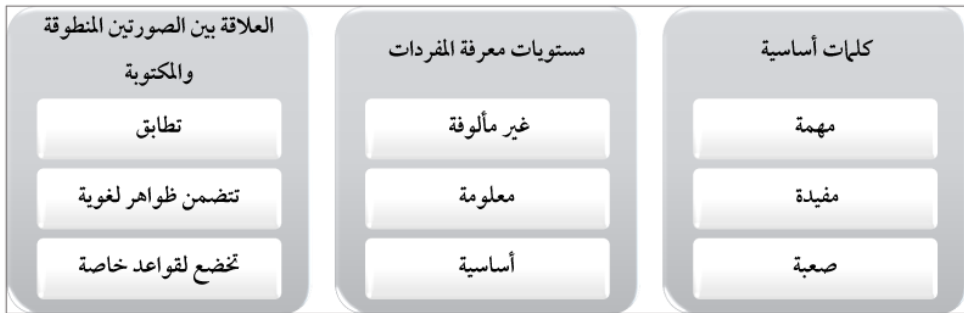 كلمات أساسية
مهمة
مفيدة
صعبة
مستويات معرفة المفردات
غير مألوفة
معلومة
أساسية
العلاقة بين الصورتين المنطوقة
والمكتوبة
تطابق
تتضمن ظواهر لغوية
تخضع لقواعد خاصة